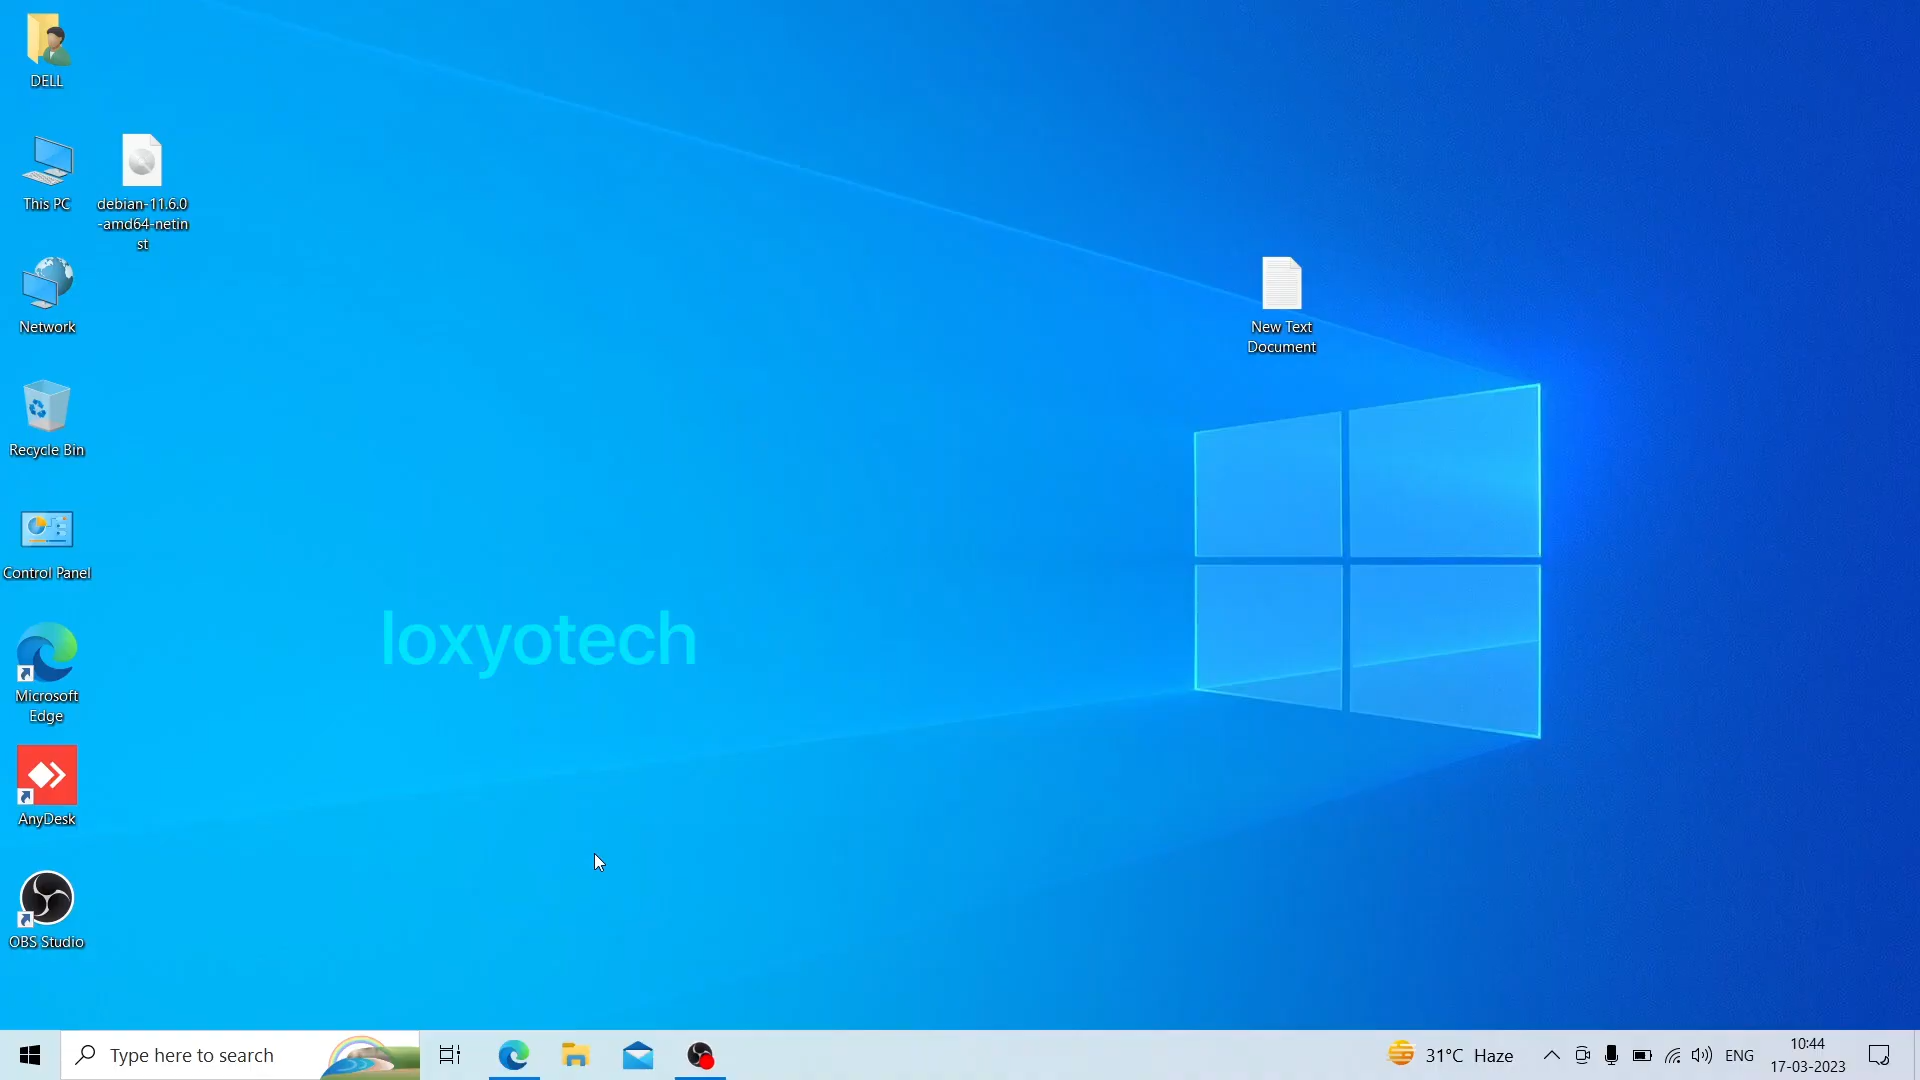 DELL
This PC
debian-11.6.0
-amd64-netin
st
Network
New Text
Document
Recycle Bin
Control Panel
loxyotech
Microsoft
Edge
AnyDesk
OBS Studio
Type here to search
31°C Haze
ENG
10:44
17-03-2023